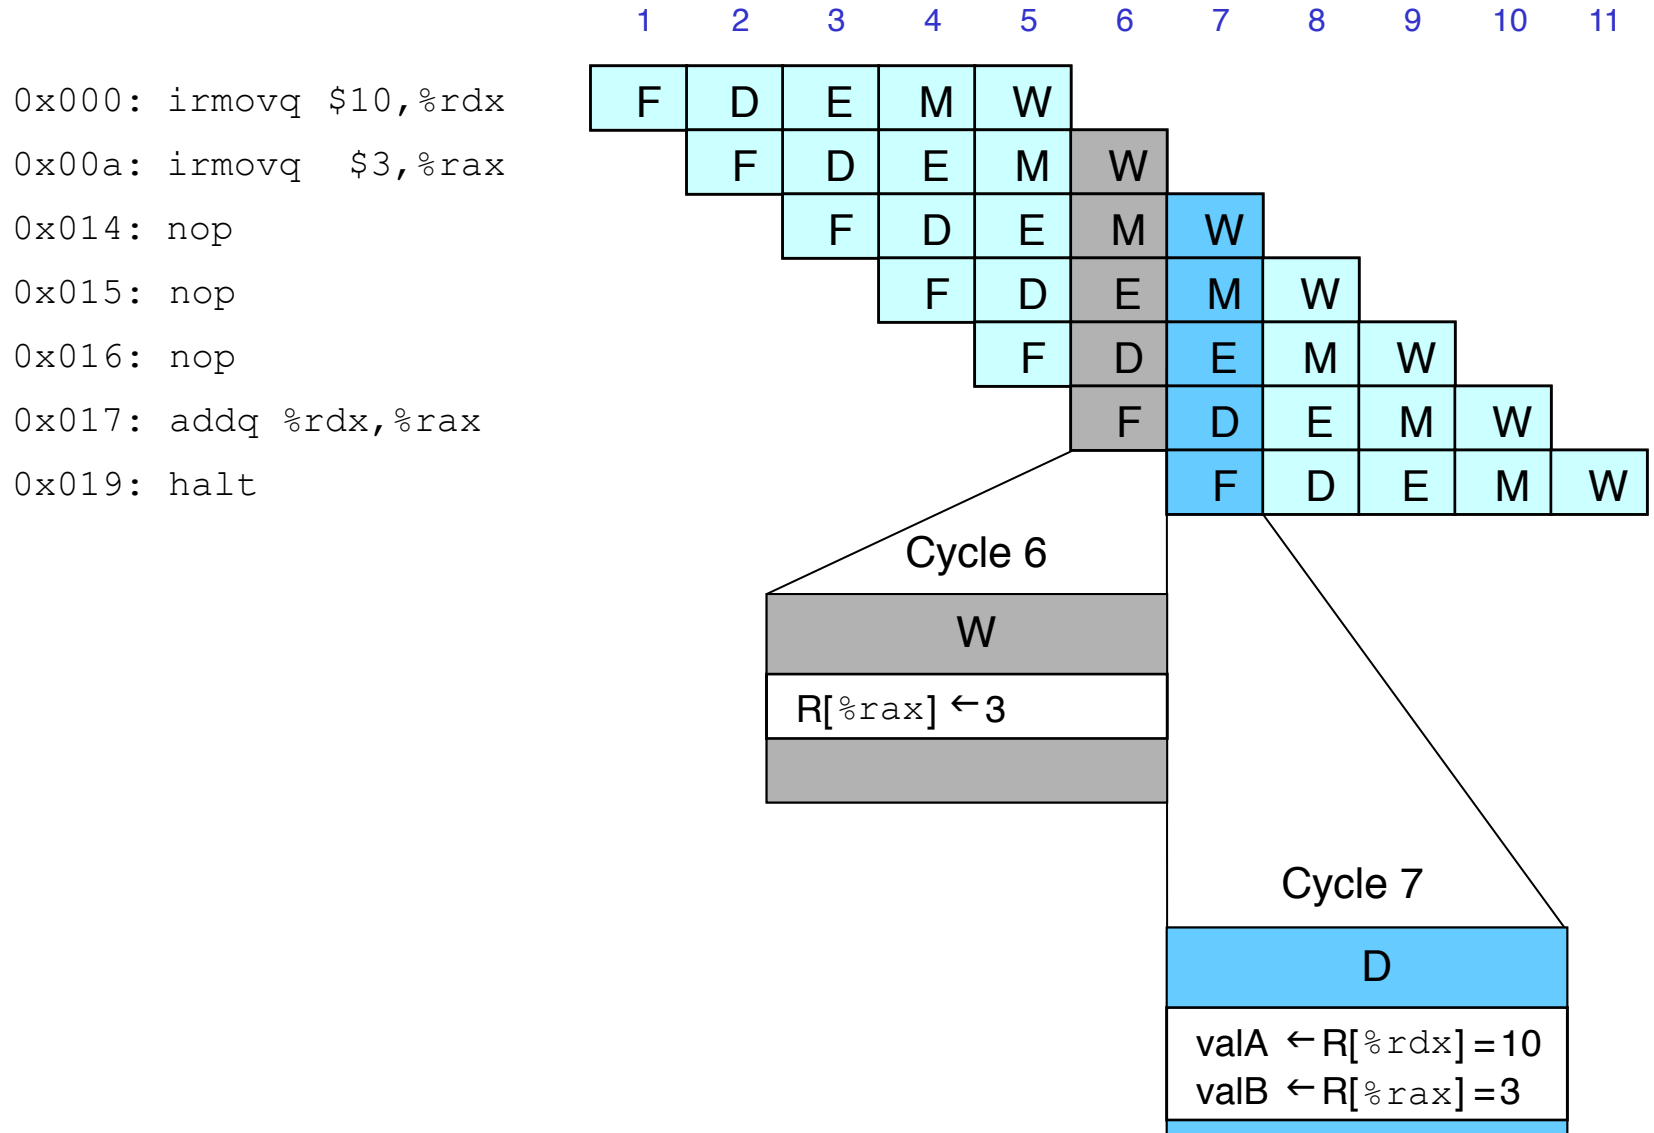 1 2 3 4 5 6 7 8 9 10 11
0x000: irmovq $10,%rdx F D E M W
0x00a: irmovq  $3,%rax F D E M W
0x014: nop F D E M W
0x015: nop F D E M W
0x016: nop F D E M W
0x017: addq %rdx,%rax F D E M W
0x019: halt F D E M W
Cycle 6
W
R[%rax] ←3
Cycle 7
D
valA ←R[%rdx]=10
valB ←R[%rax]=3